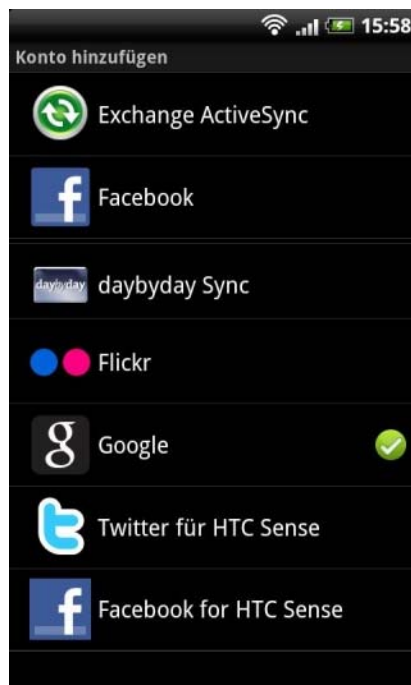 15:58
Konto hinzufügen
Exchange ActiveSync
Facebook
daybyday
daybyday Sync
Flickr
Google
Twitter für HTC Sense
Facebook for HTC Sense